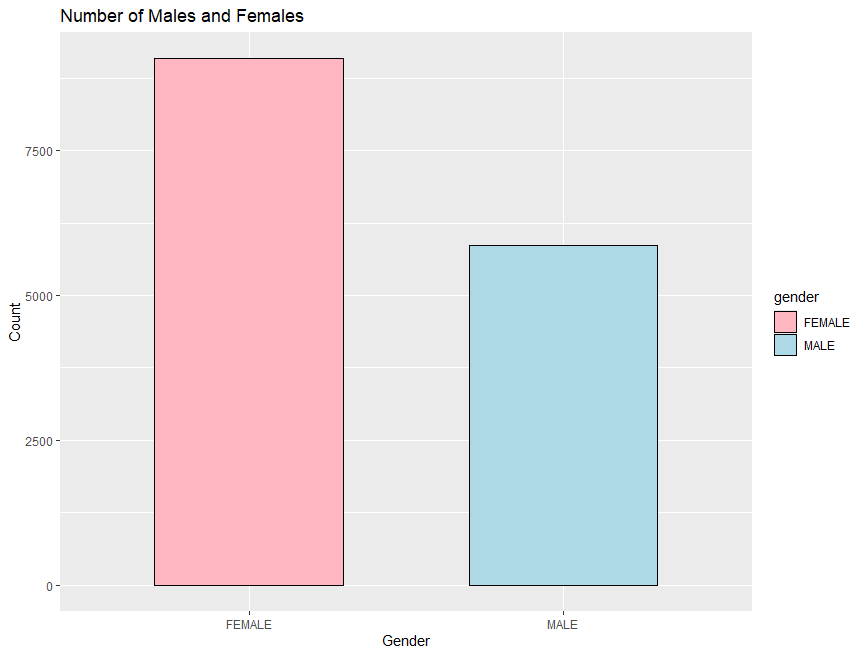 Number of Males and Females
7500
5000
2500
0
Count
FEMALE
MALE
Gender
gender
FEMALE
MALE